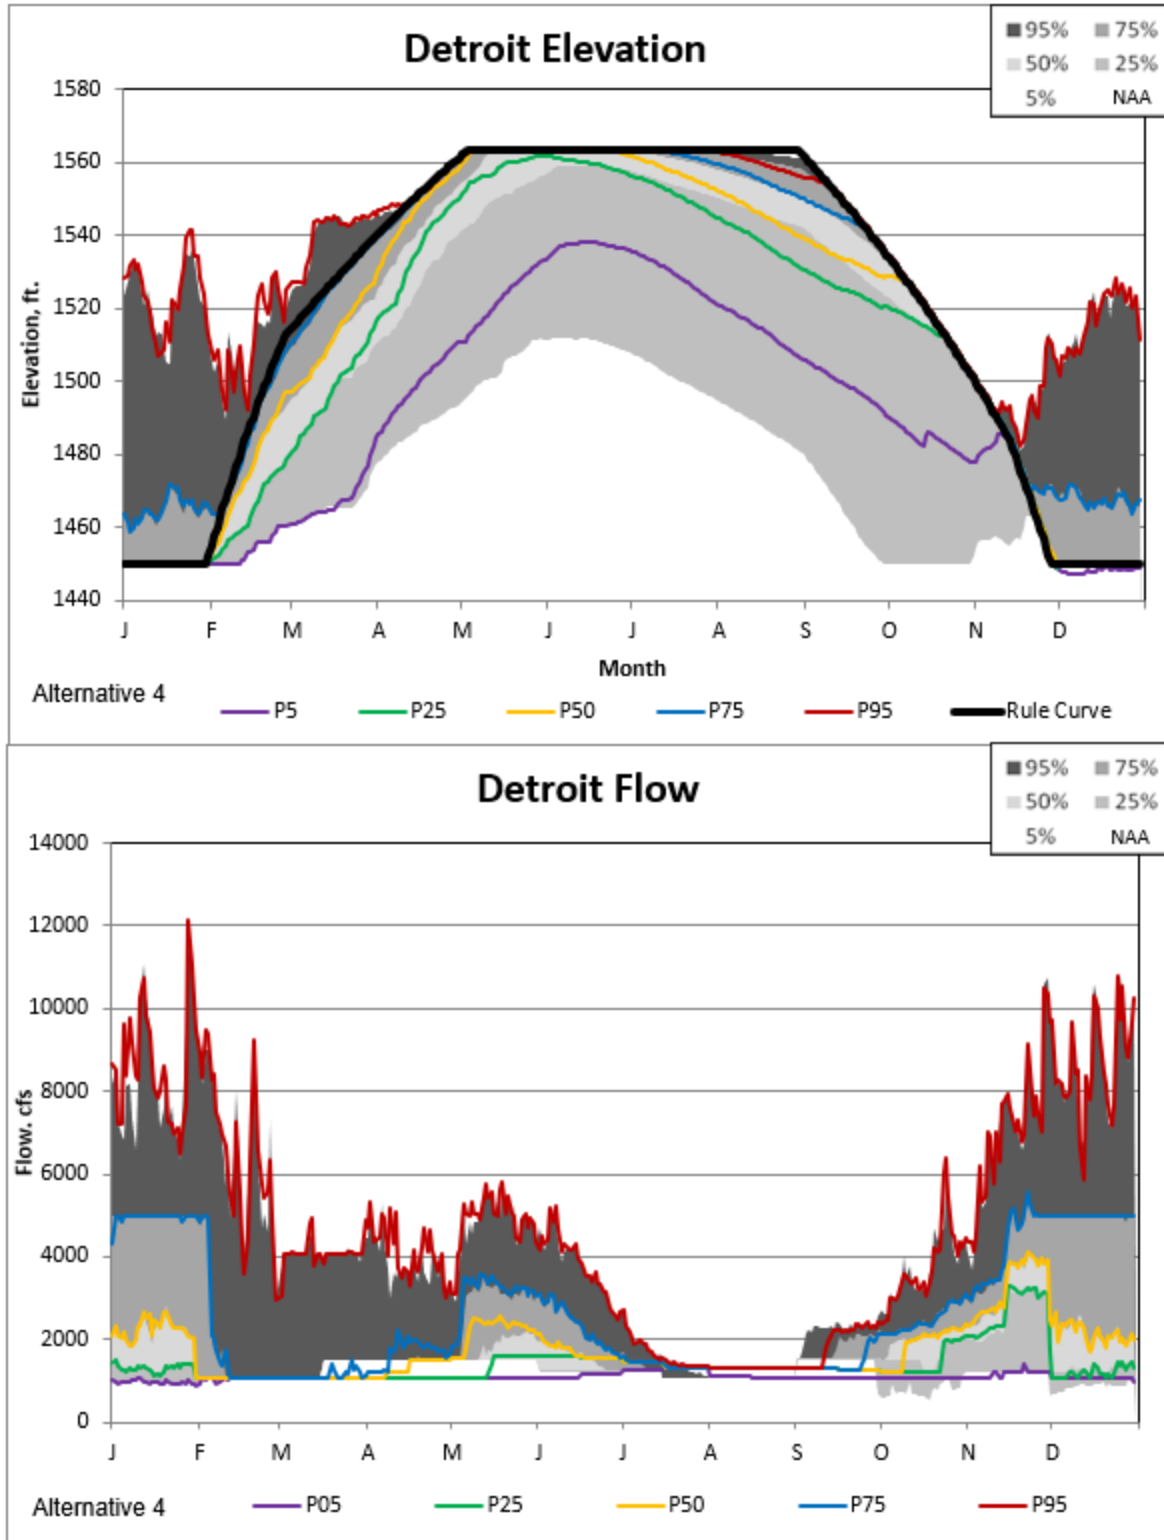 Detroit Elevation
95% 75%
50% 25%
5% NAA
1580
1560
1540
1520
1500
1480
1460
1440
Elevation, ft.
J F M A M J J A S O N D
Month
Alternative 4
P5 P25 P50 P75 P95 Rule Curve
Detroit Flow
95% 75%
50% 25%
5% NAA
14000
12000
10000
8000
6000
4000
2000
0
Flow. cfs
J F M A M J J A S O N D
Alternative 4
P05 P25 P50 P75 P95